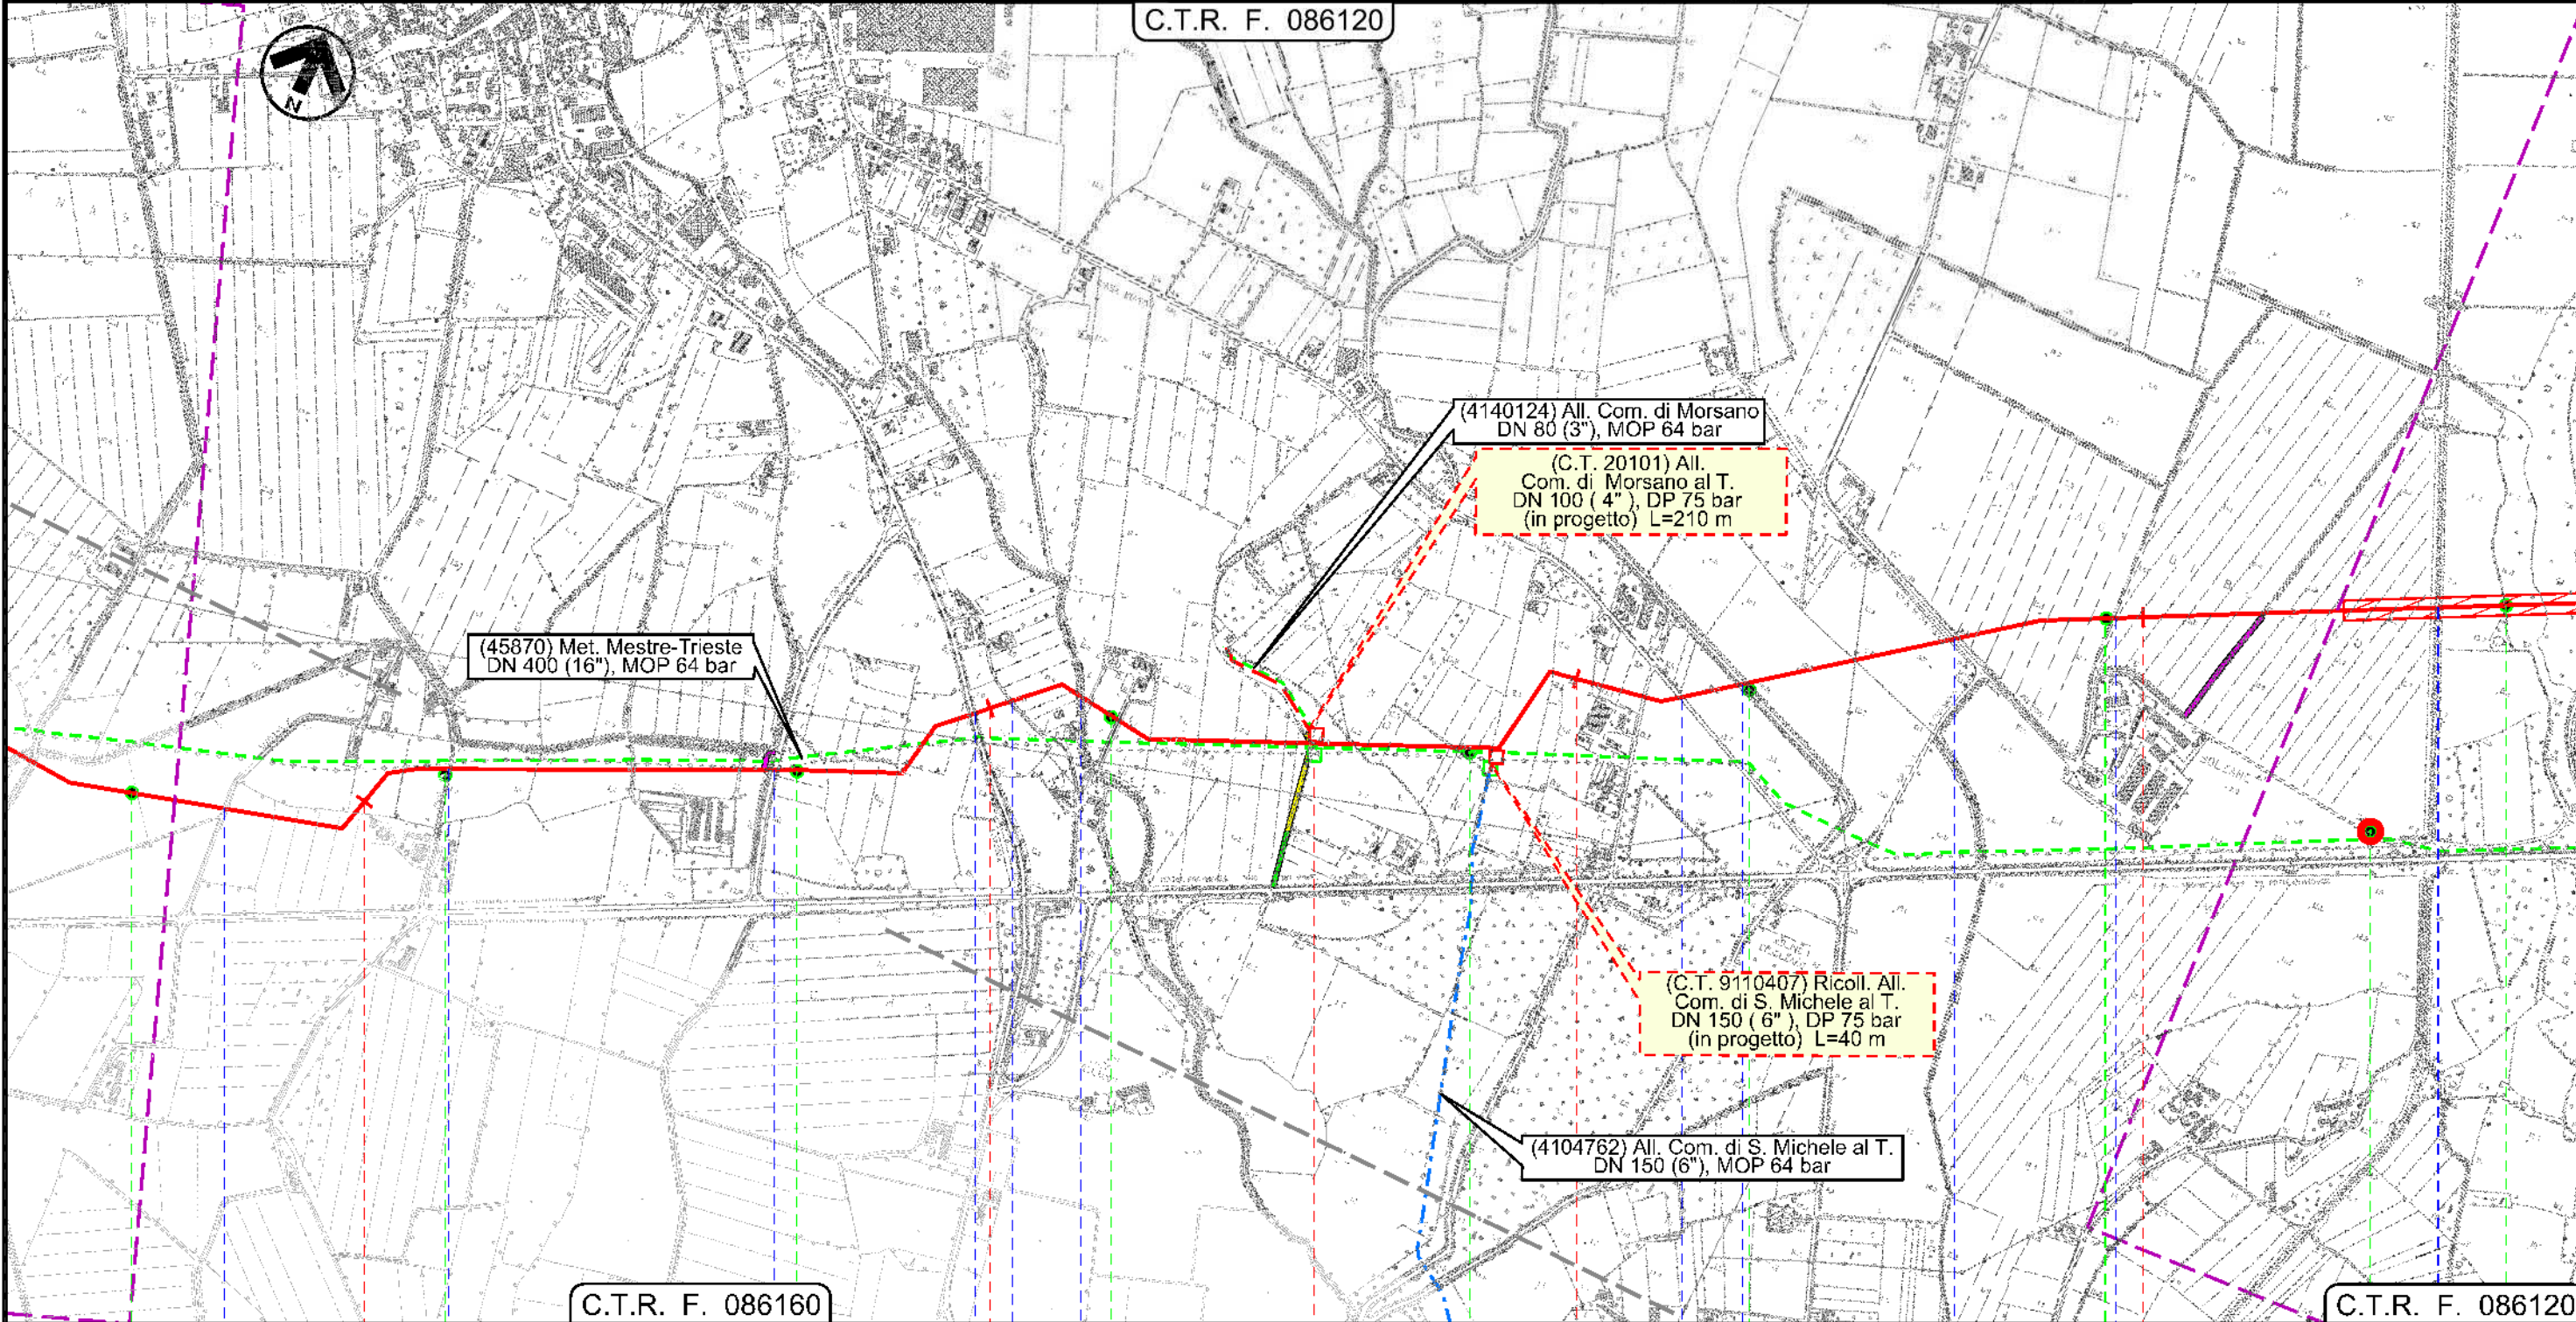 C.T.R. F. 086120
N
(4140124) All. Com. di Morsano
DN 80 (3"), MOP 64 bar
(C.T. 20101) All.
Com. di Morsano al T.
DN 100 ( 4" ), DP 75 bar
(in progetto) L=210 m
(45870) Met. Mestre-Trieste
DN 400 (16"), MOP 64 bar
(C.T. 9110407) Ricoll. All.
Com. di S. Michele al T.
DN 150 ( 6" ), DP 75 bar
(in progetto) L=40 m
(4104762) All. Com. di S. Michele al T.
DN 150 (6"), MOP 64 bar
C.T.R. F. 086160
C.T.R. F. 086120